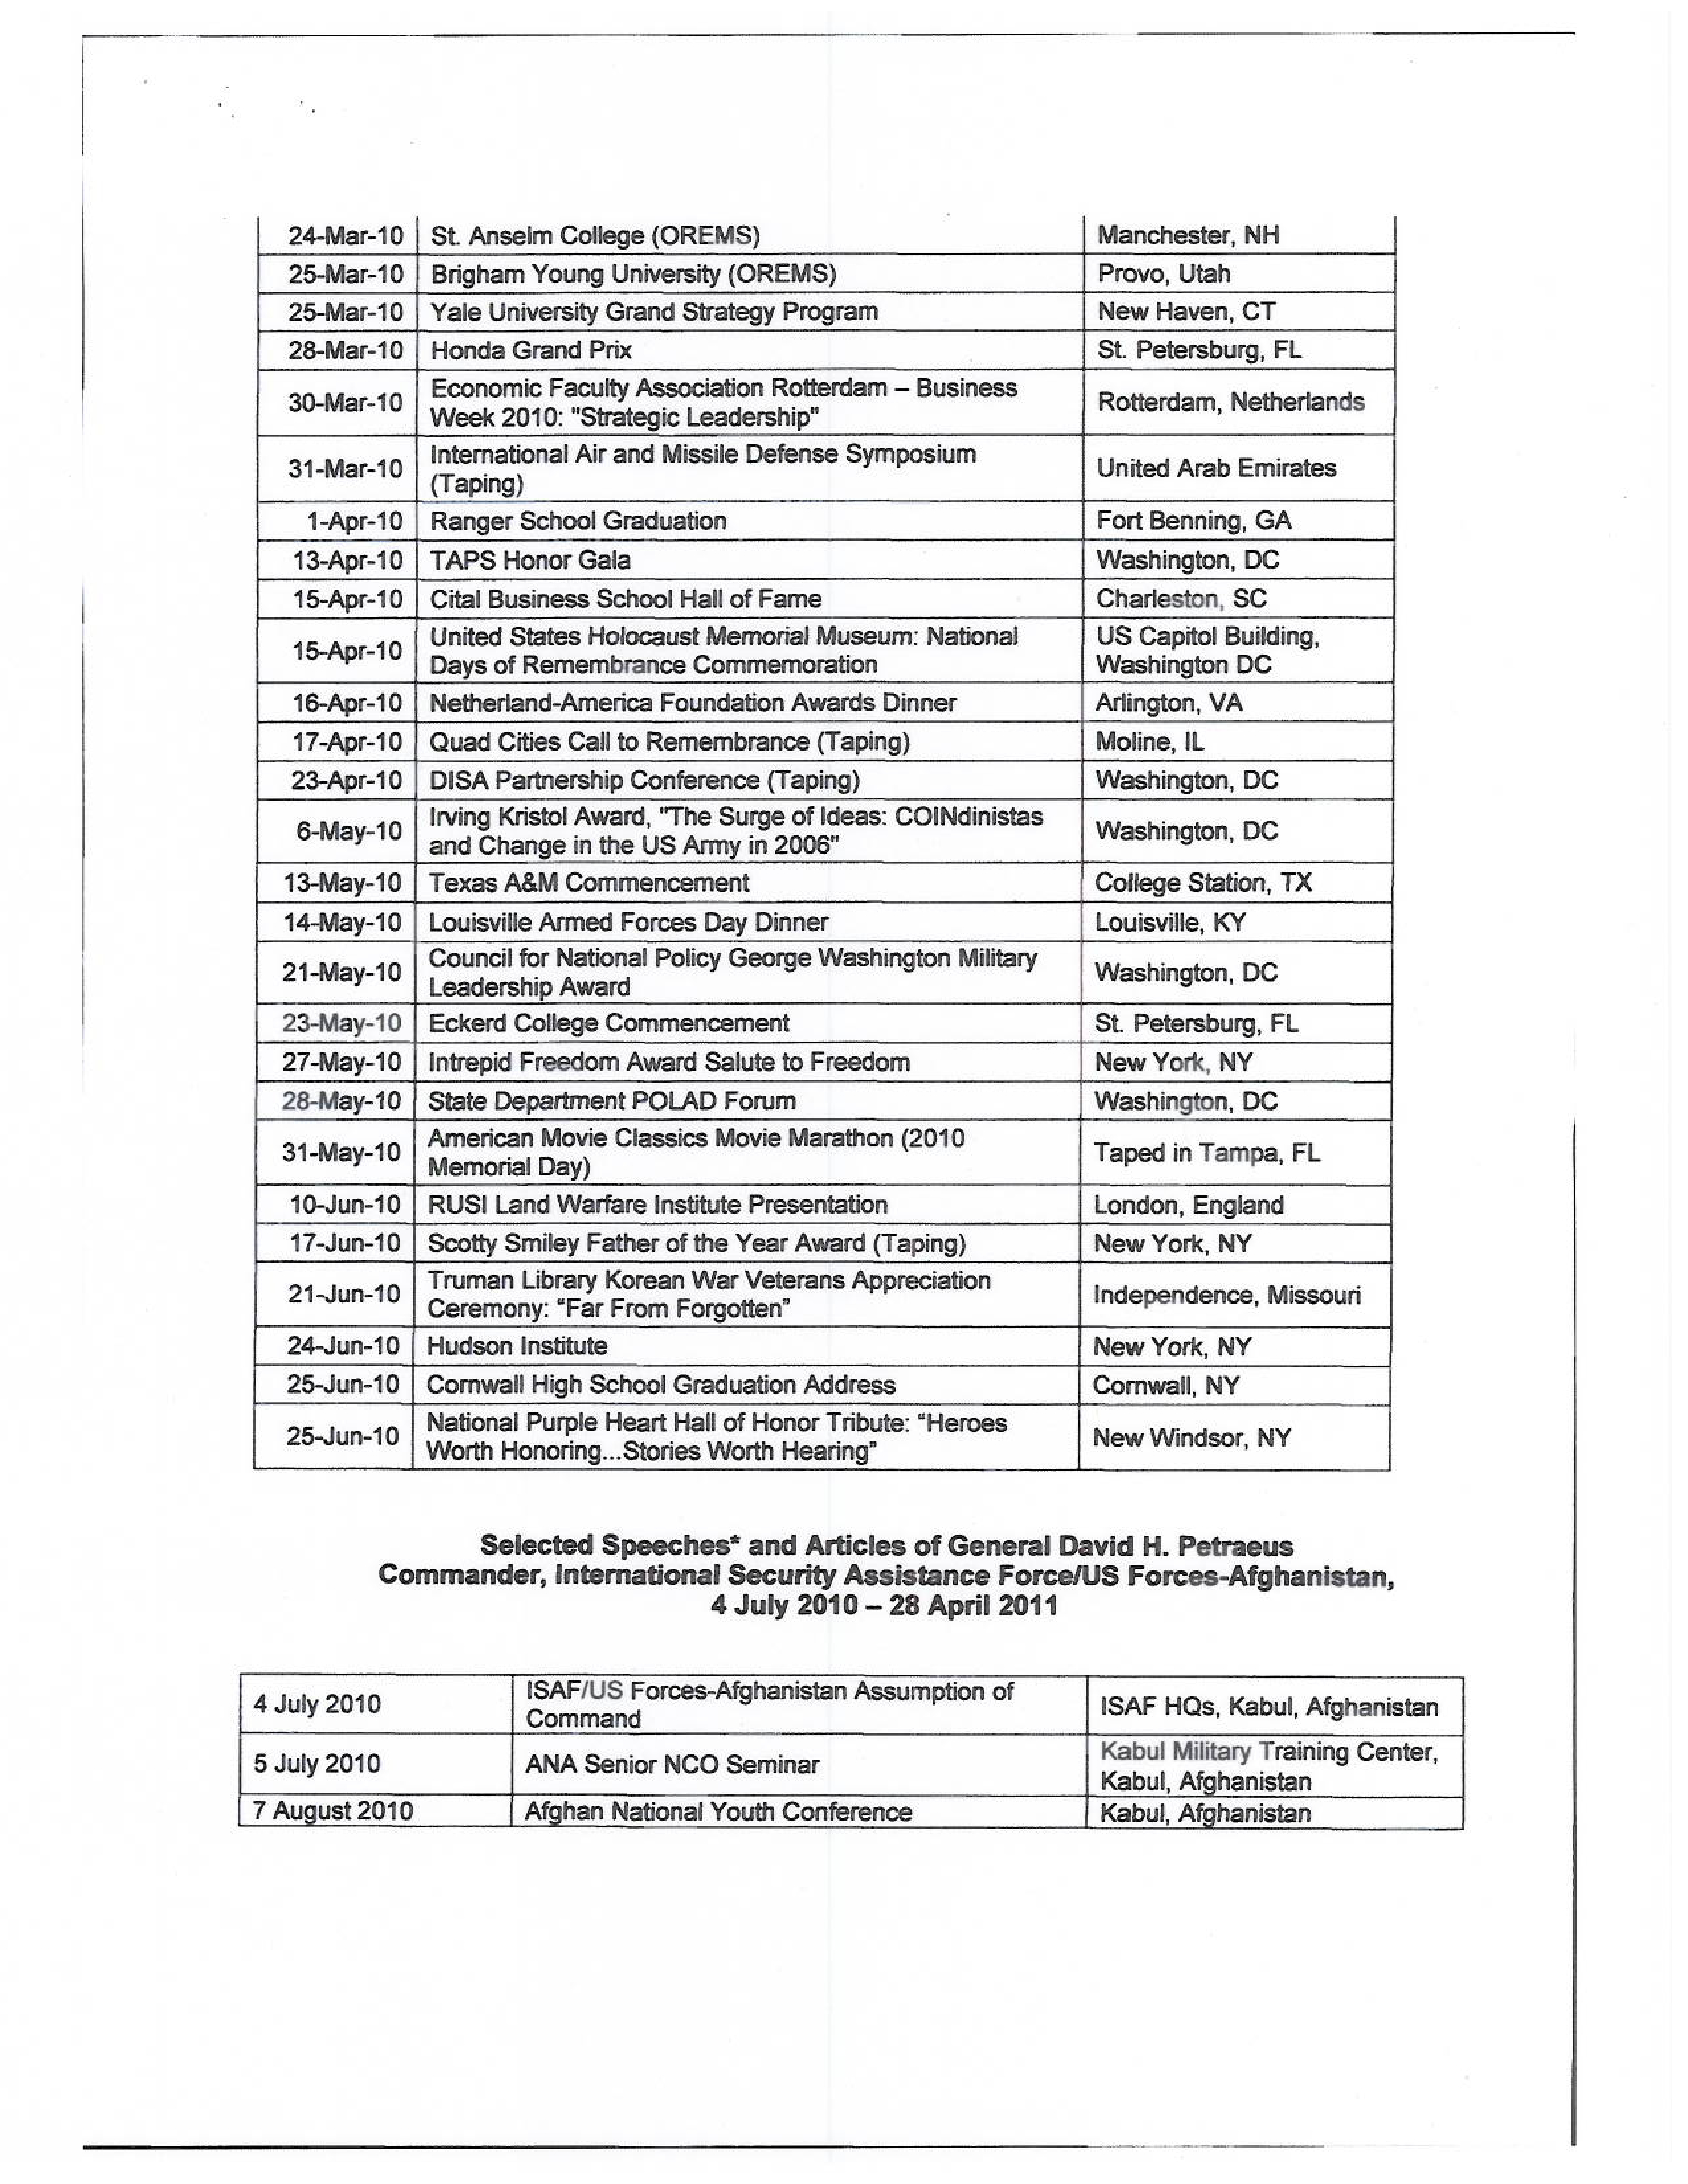 24-Mar-10 St. Anselm College (OREMS) Manchester, NH
25-Mar-10 Brigham Young University (OREMS) Provo, Utah
25-Mar-10 Yale University Grand Strategy Program New Haven, CT
28-Mar-10 Honda Grand Prix St. Petersburg, FL
30-Mar-10 Economic Faculty Association Rotterdam – Business
Week 2010: "Strategic Leadership" Rotterdam, Netherlands
31-Mar-10 International Air and Missile Defense Symposium
(Taping) United Arab Emirates
1-Apr-10 Ranger School Graduation Fort Benning, GA
13-Apr-10 TAPS Honor Gala Washington, DC
15-Apr-10 Cital Business School Hall of Fame Charleston, SC
15-Apr-10 United States Holocaust Memorial Museum: National
Days of Remembrance Commemoration US Capitol Building,
Washington DC
16-Apr-10 Netherland-America Foundation Awards Dinner Arlington, VA
17-Apr-10 Quad Cities Call to Remembrance (Taping) Moline, IL
23-Apr-10 DISA Partnership Conference (Taping) Washington, DC
6-May-10 Irving Kristol Award, "The Surge of Ideas: COINdinistas
and Change in the US Army in 2006" Washington, DC
13-May-10 Texas A&M Commencement College Station, TX
14-May-10 Louisville Armed Forces Day Dinner Louisville, KY
21-May-10 Council for National Policy George Washington Military
Leadership Award Washington, DC
23-May-10 Eckerd College Commencement St. Petersburg, FL
27-May-10 Intrepid Freedom Award Salute to Freedom New York, NY
28-May-10 State Department POLAD Forum Washington, DC
31-May-10 American Movie Classics Movie Marathon (2010
Memorial Day) Taped in Tampa, FL
10-Jun-10 RUSI Land Warfare Institute Presentation London, England
17-Jun-10 Scotty Smiley Father of the Year Award (Taping) New York, NY
21-Jun-10 Truman Library Korean War Veterans Appreciation
Ceremony: "Far From Forgotten" Independence, Missouri
24-Jun-10 Hudson Institute New York, NY
25-Jun-10 Cornwall High School Graduation Address Cornwall, NY
25-Jun-10 National Purple Heart Hall of Honor Tribute: "Heroes
Worth Honoring...Stories Worth Hearing" New Windsor, NY
Selected Speeches* and Articles of General David H. Petraeus
Commander, International Security Assistance Force/US Forces-Afghanistan,
4 July 2010 – 28 April 2011
4 July 2010 ISAF/US Forces-Afghanistan Assumption of
Command ISAF HQs, Kabul, Afghanistan
5 July 2010 ANA Senior NCO Seminar Kabul Military Training Center,
Kabul, Afghanistan
7 August 2010 Afghan National Youth Conference Kabul, Afghanistan